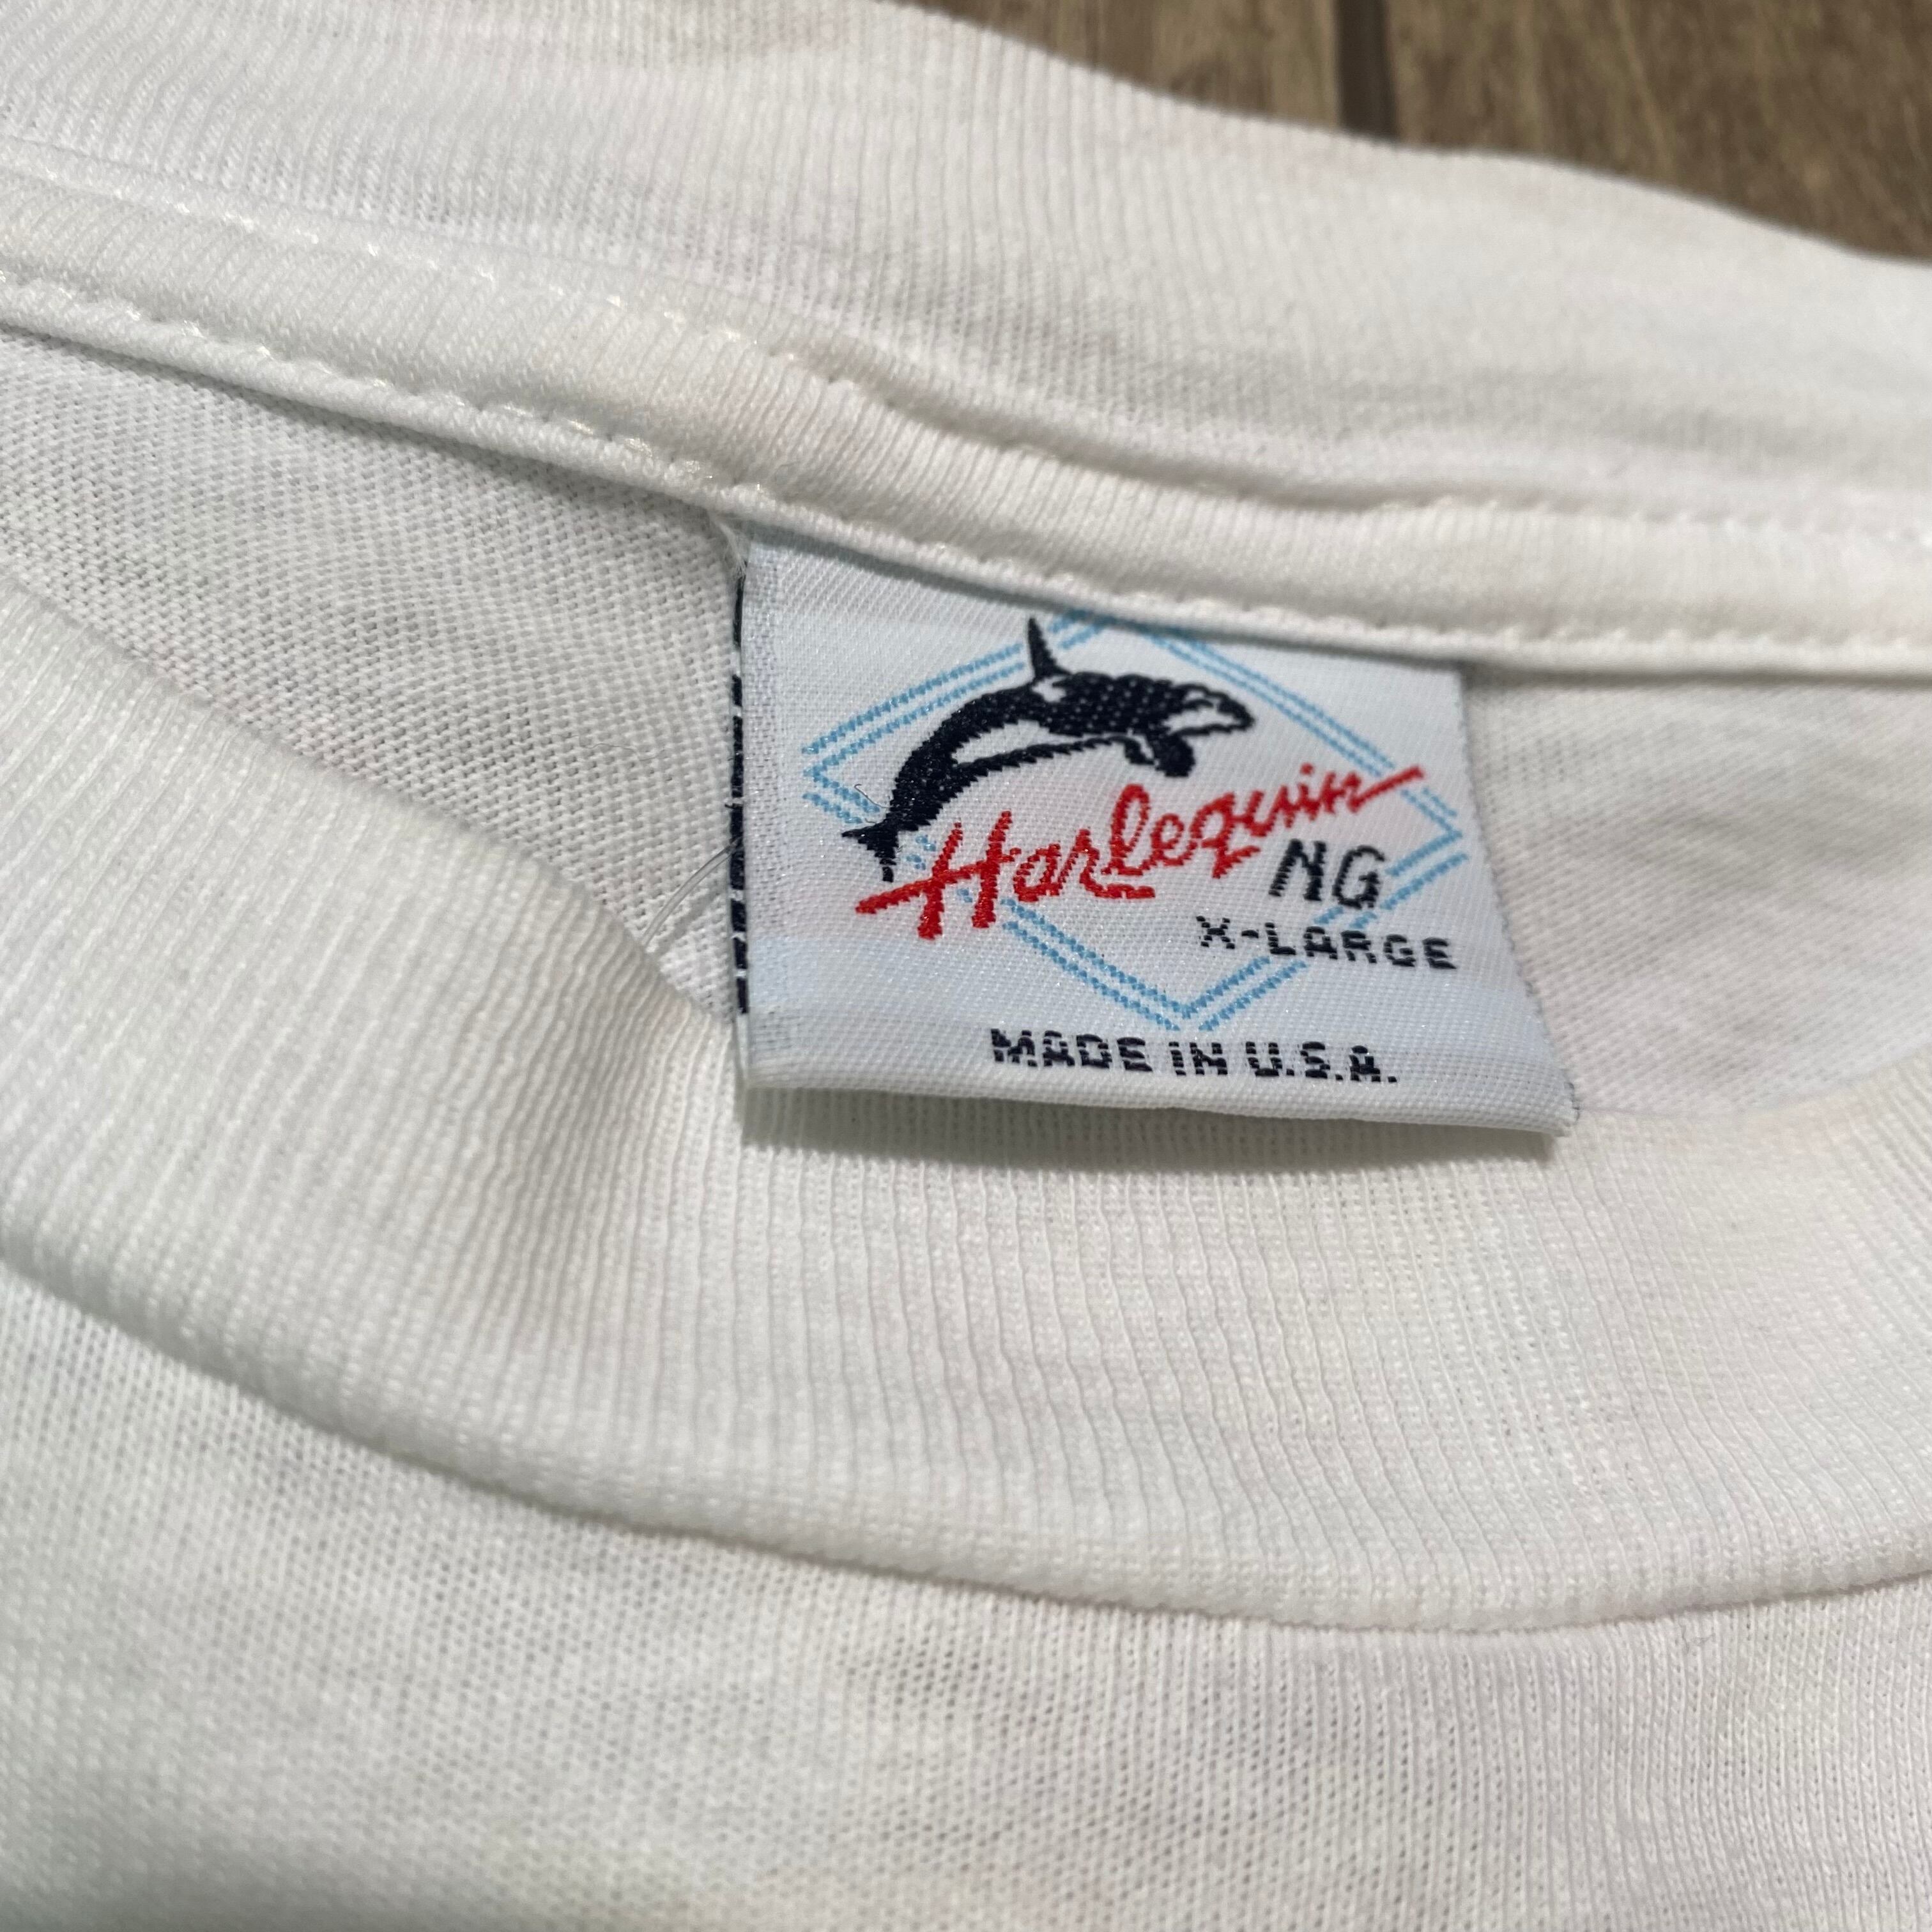 Harlequin
NG
X-LARGE
MADE IN U.S.A.